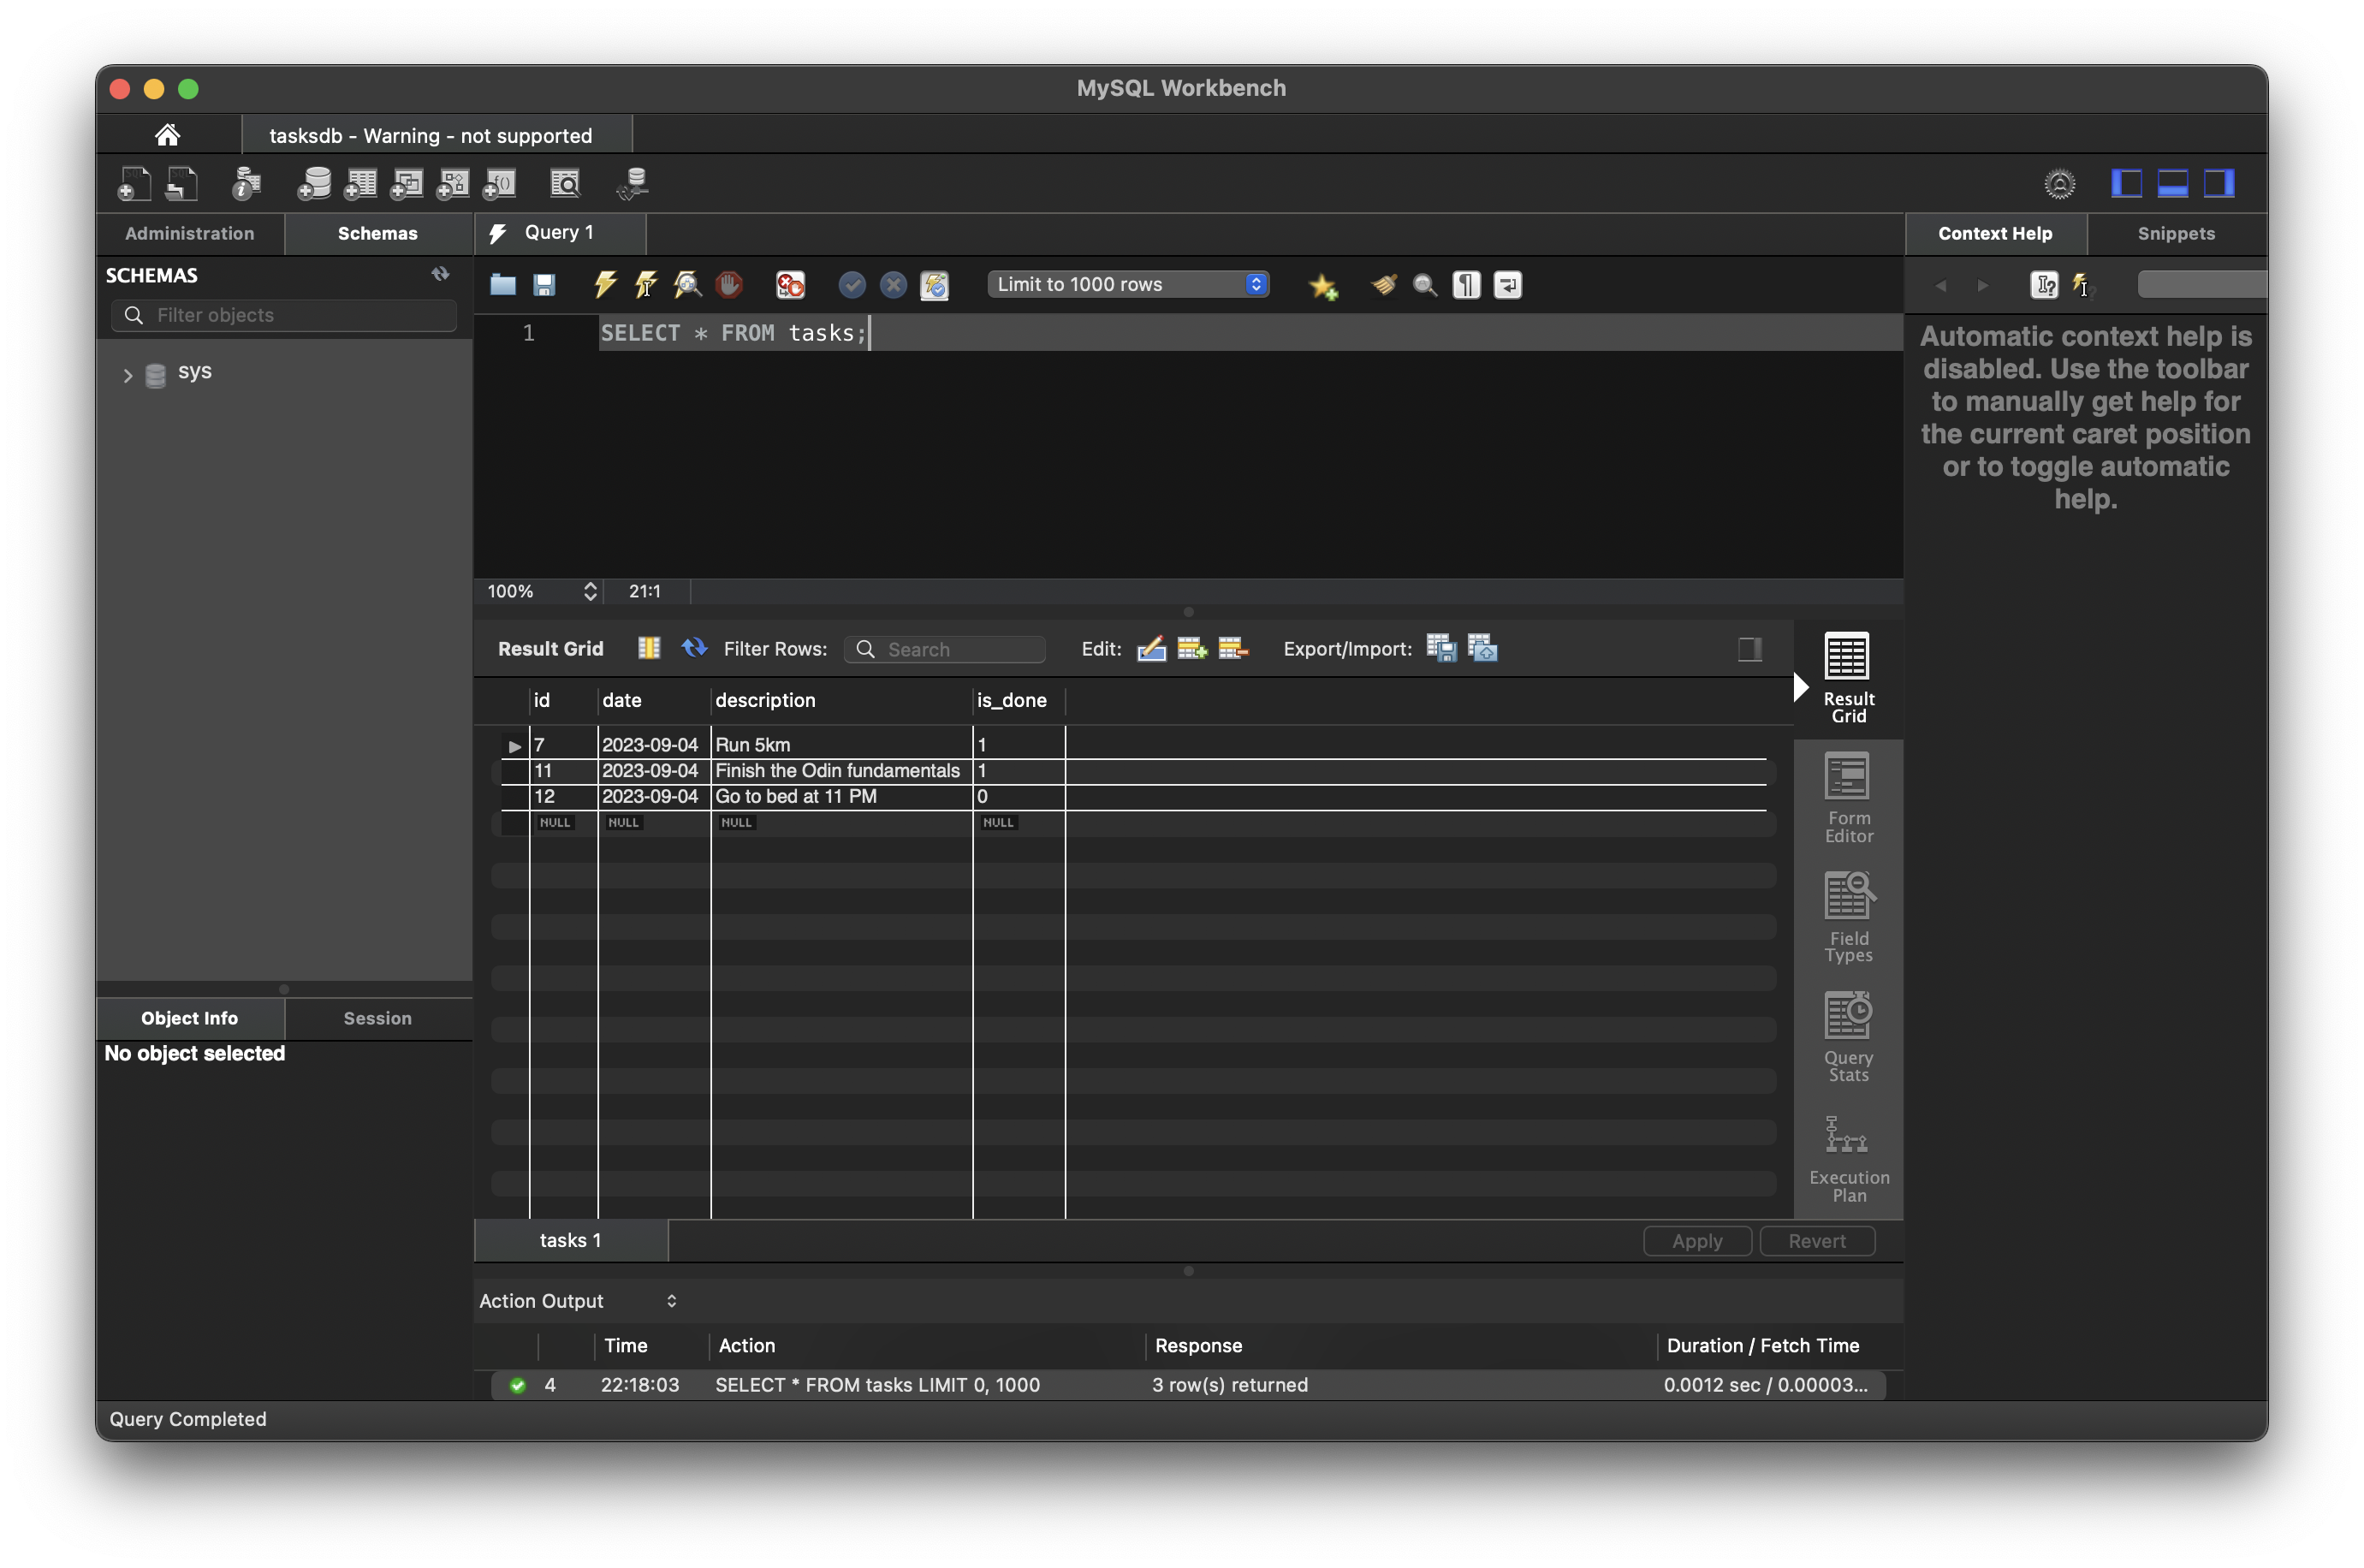 MySQL Workbench
tasksdb - Warning - not supported
Administration
Schemas
Query 1
Context Help
Snippets
SCHEMAS
Filter objects
Limit to 1000 rows
1
SELECT * FROM tasks;
sys
Automatic context help is
disabled. Use the toolbar
to manually get help for
the current caret position
or to toggle automatic
help.
100%
21:1
Result Grid
Filter Rows:
Search
Edit:
Export/Import:
Result
Grid
id date description is_done
7 2023-09-04 Run 5km 1
11 2023-09-04 Finish the Odin fundamentals 1
12 2023-09-04 Go to bed at 11 PM 0
NULL NULL NULL NULL
Form
Editor
Field
Types
Query
Stats
Execution
Plan
Object Info
Session
No object selected
tasks 1
Apply
Revert
Action Output
Time Action Response Duration / Fetch Time
4 22:18:03 SELECT * FROM tasks LIMIT 0, 1000 3 row(s) returned 0.0012 sec / 0.00003...
Query Completed